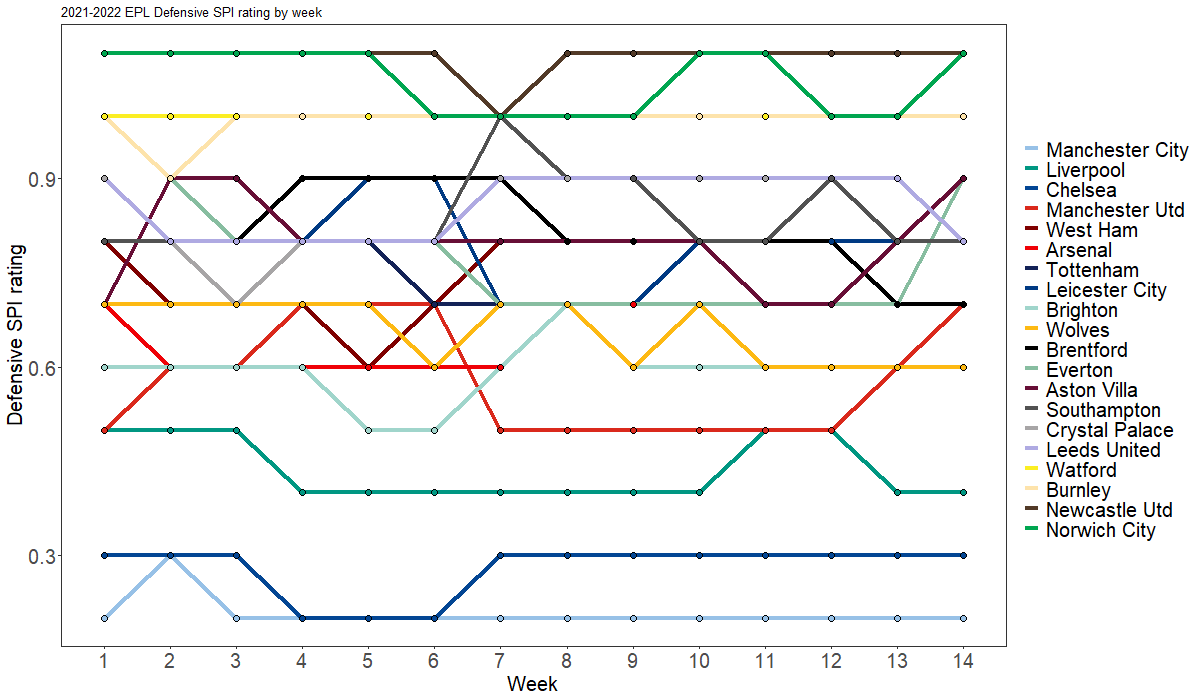 2021-2022 EPL Defensive SPI rating by week
Defensive SPI rating
0.9
0.6
0.3
1 2 3 4 5 6 7 8 9 10 11 12 13 14
Week
Manchester City
Liverpool
Chelsea
Manchester Utd
West Ham
Arsenal
Tottenham
Leicester City
Brighton
Wolves
Brentford
Everton
Aston Villa
Southampton
Crystal Palace
Leeds United
Watford
Burnley
Newcastle Utd
Norwich City